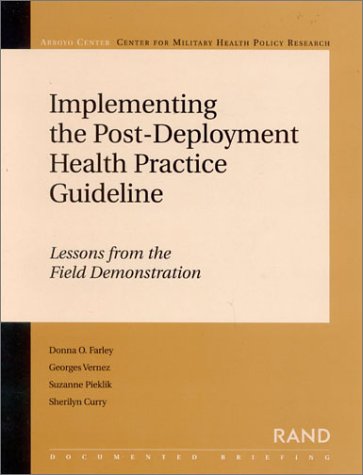 ARROYO CENTER CENTER FOR MILITARY HEALTH POLICY RESEARCH
Implementing
the Post-Deployment
Health Practice
Guideline
Lessons from the
Field Demonstration
Donna O. Farley
Georges Vernez
Suzanne Pieklik
Sherilyn Curry
RAND
DOCUMENTED BRIEFING